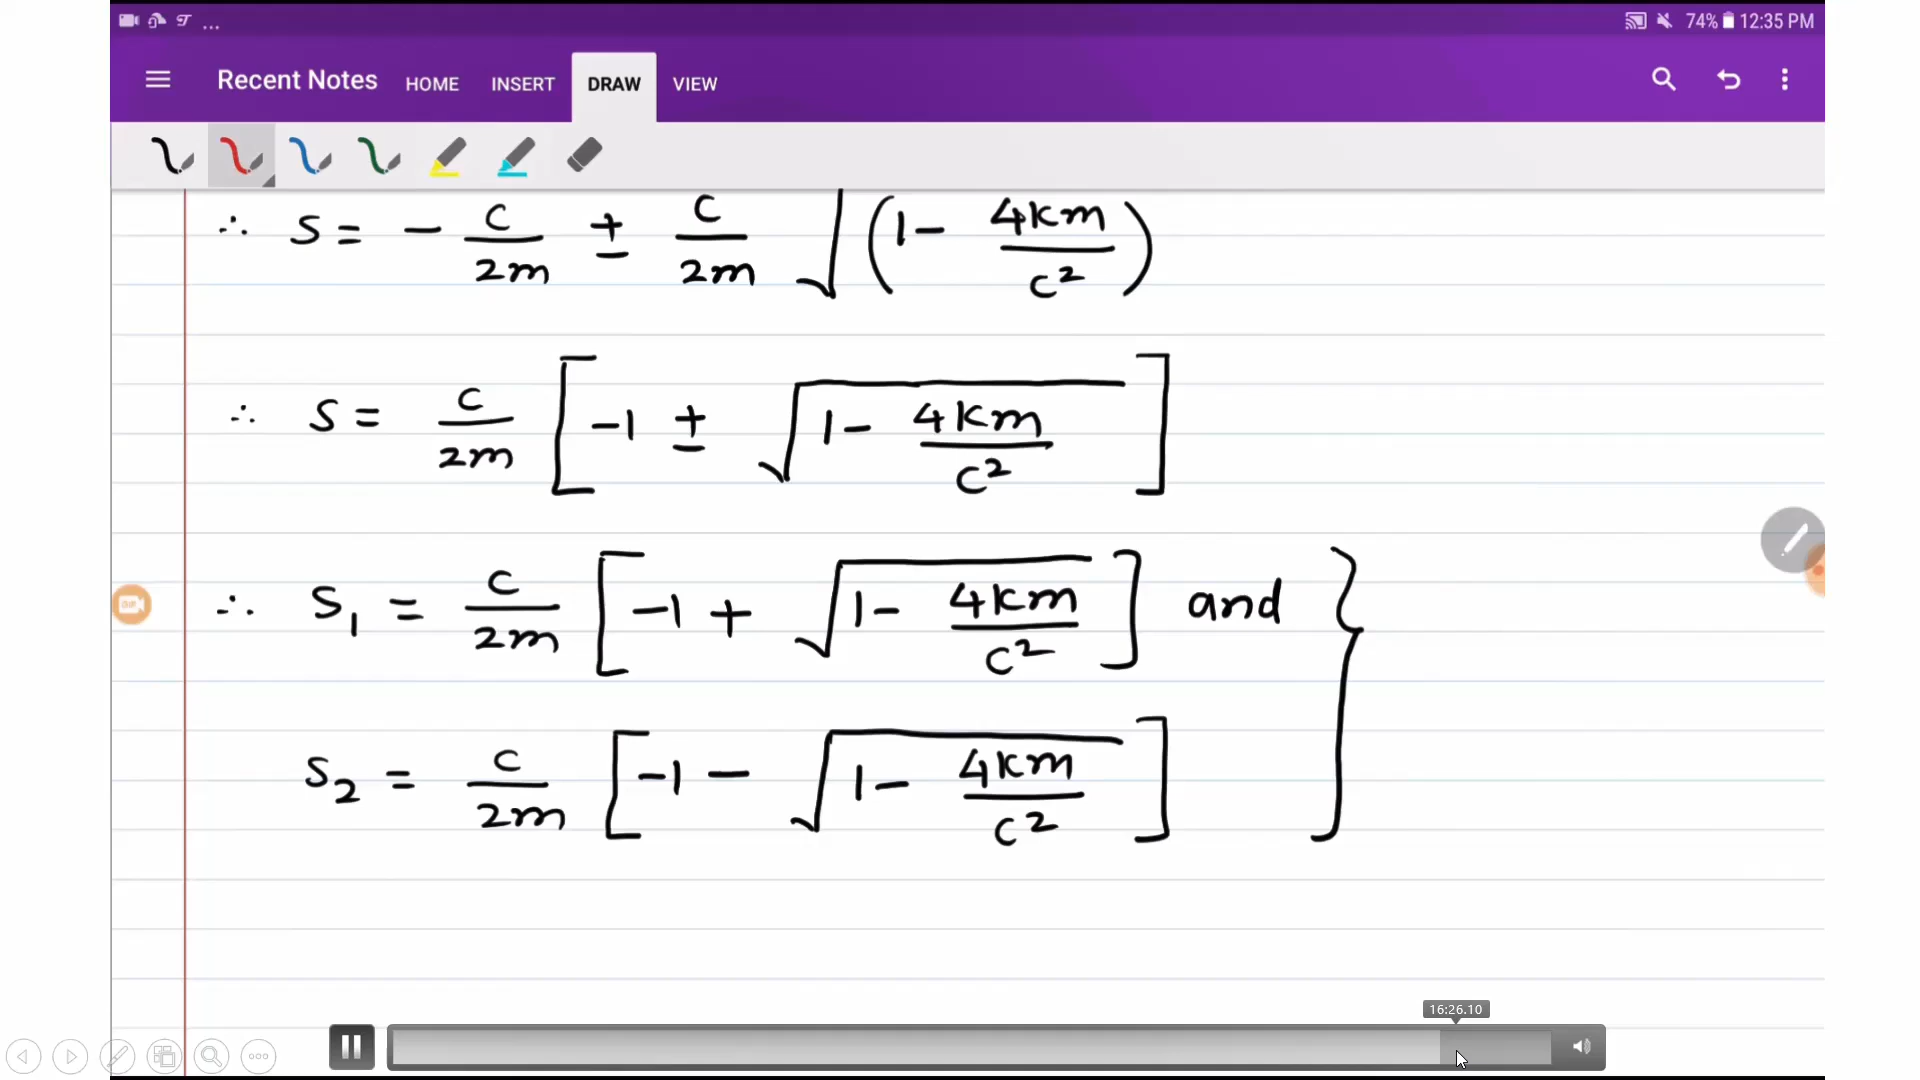 ... 74% 12:35 PM
Recent Notes HOME INSERT DRAW VIEW
∴ S = - c/2m ± c/2m √(1 - 4km/c²)
∴ S = c/2m [-1 ± √1 - 4km/c²]
GIF
∴ S₁ = c/2m [-1 + √1 - 4km/c²] and }
S₂ = c/2m [-1 - √1 - 4km/c²]
16:26.10